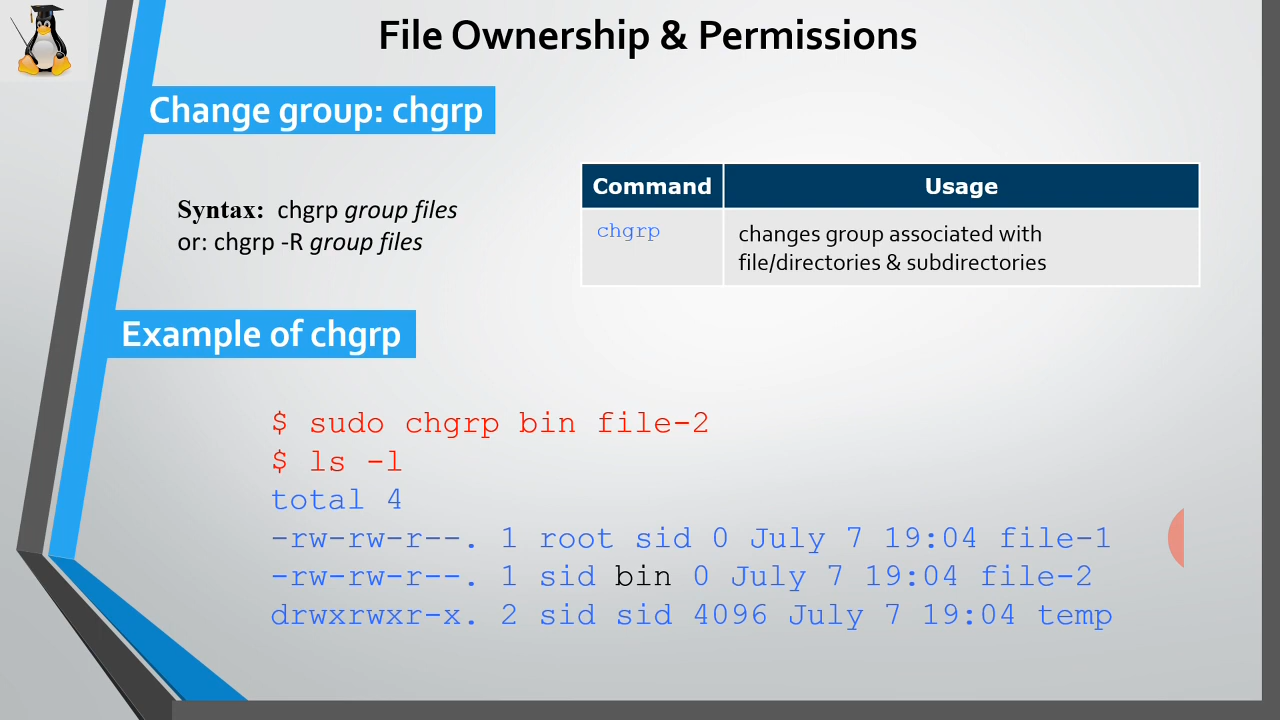 File Ownership & Permissions
Change group: chgrp
Syntax: chgrp group files
or: chgrp -R group files
Command Usage
chgrp changes group associated with
file/directories & subdirectories
Example of chgrp
$ sudo chgrp bin file-2
$ ls -l
total 4
-rw-rw-r--. 1 root sid 0 July 7 19:04 file-1
-rw-rw-r--. 1 sid bin 0 July 7 19:04 file-2
drwxrwxr-x. 2 sid sid 4096 July 7 19:04 temp